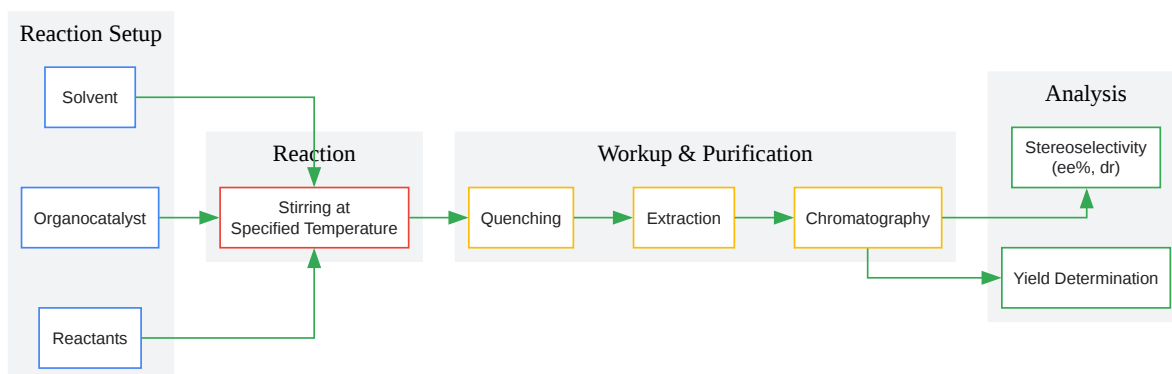 Reaction Setup
Solvent
Organocatalyst
Reactants
Reaction
Stirring at
Specified Temperature
Workup & Purification
Quenching
Extraction
Chromatography
Analysis
Stereoselectivity
(ee%, dr)
Yield Determination